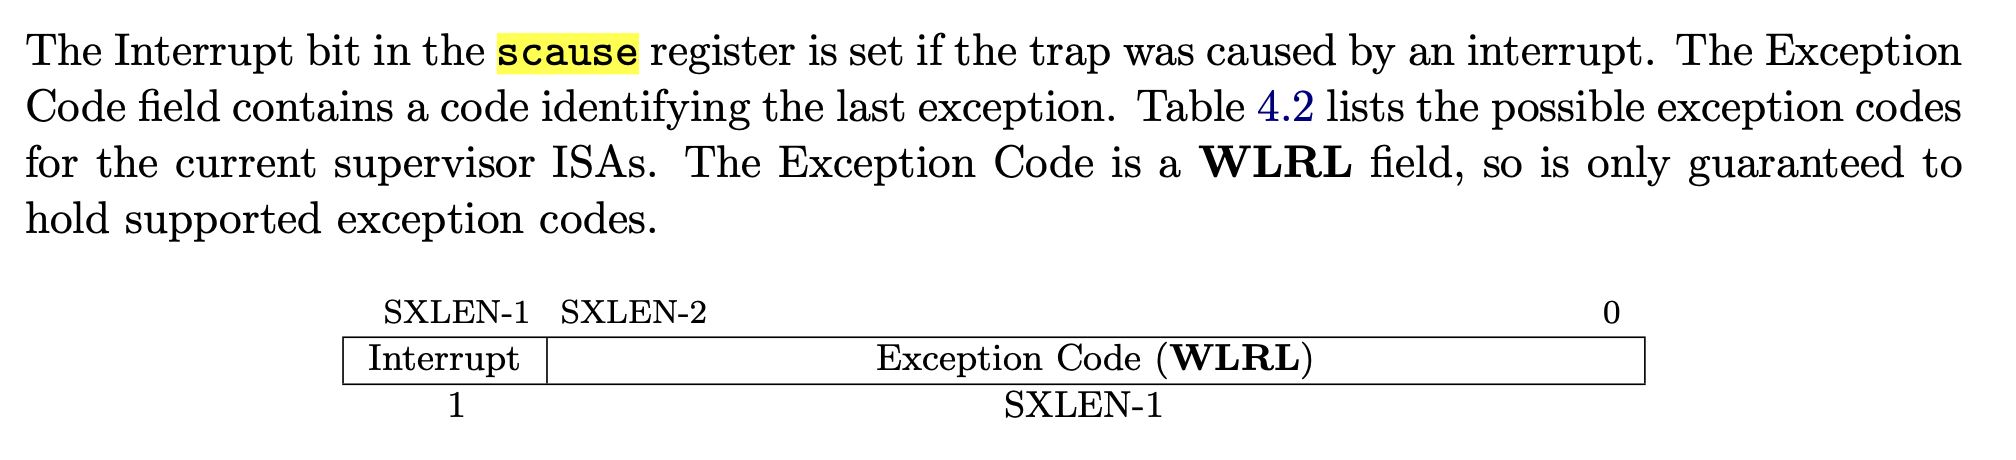 The Interrupt bit in the scause register is set if the trap was caused by an interrupt. The Exception
Code field contains a code identifying the last exception. Table 4.2 lists the possible exception codes
for the current supervisor ISAs. The Exception Code is a WLRL field, so is only guaranteed to
hold supported exception codes.
SXLEN-1 SXLEN-2 0
Interrupt Exception Code (WLRL)
1 SXLEN-1